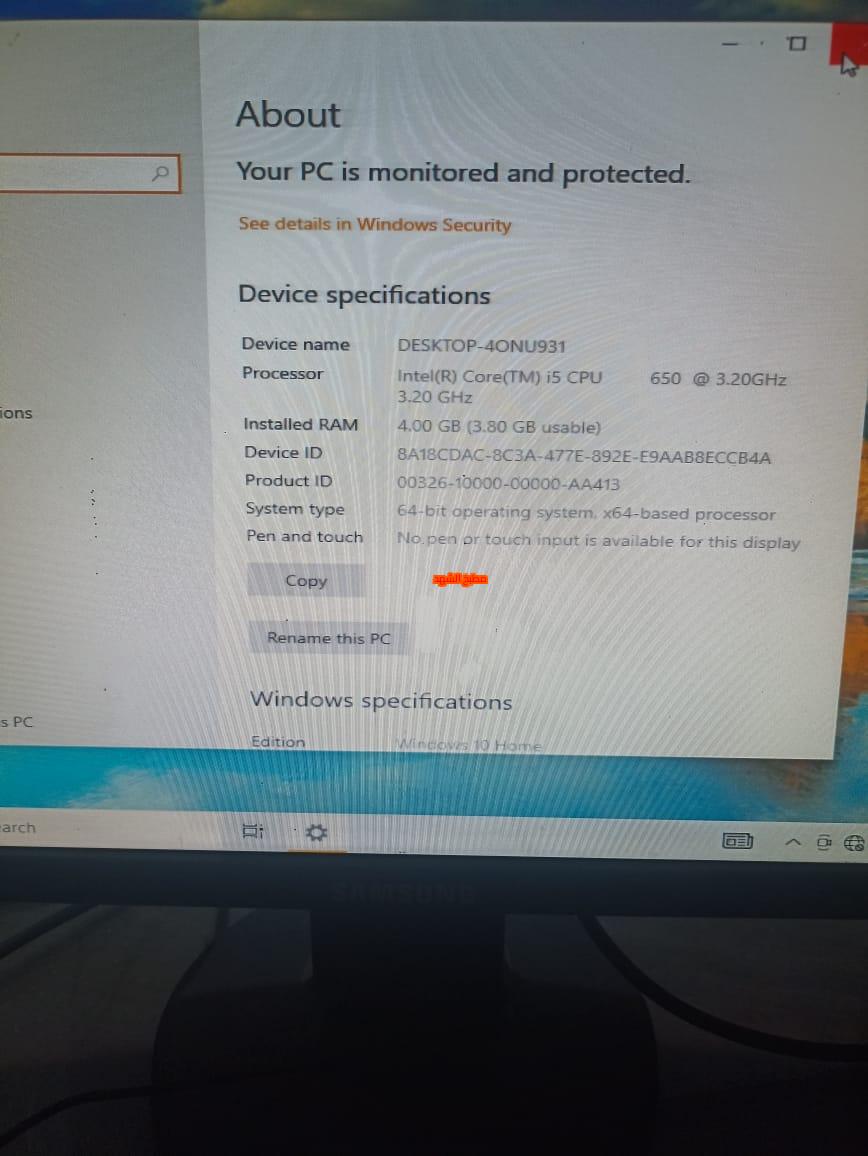 About
Your PC is monitored and protected.
See details in Windows Security
Device specifications
Device name DESKTOP-4ONU931
Processor Intel(R) Core(TM) i5 CPU 650 @ 3.20GHz
3.20 GHz
Installed RAM 4.00 GB (3.80 GB usable)
Device ID 8A18CDAC-8C3A-477E-892E-E9AAB8ECCB4A
Product ID 00326-10000-00000-AA413
System type 64-bit operating system, x64-based processor
Pen and touch No pen or touch input is available for this display
Copy
Rename this PC
Windows specifications
Edition Windows 10 Home
ions
s PC
earch
SAMSUNG